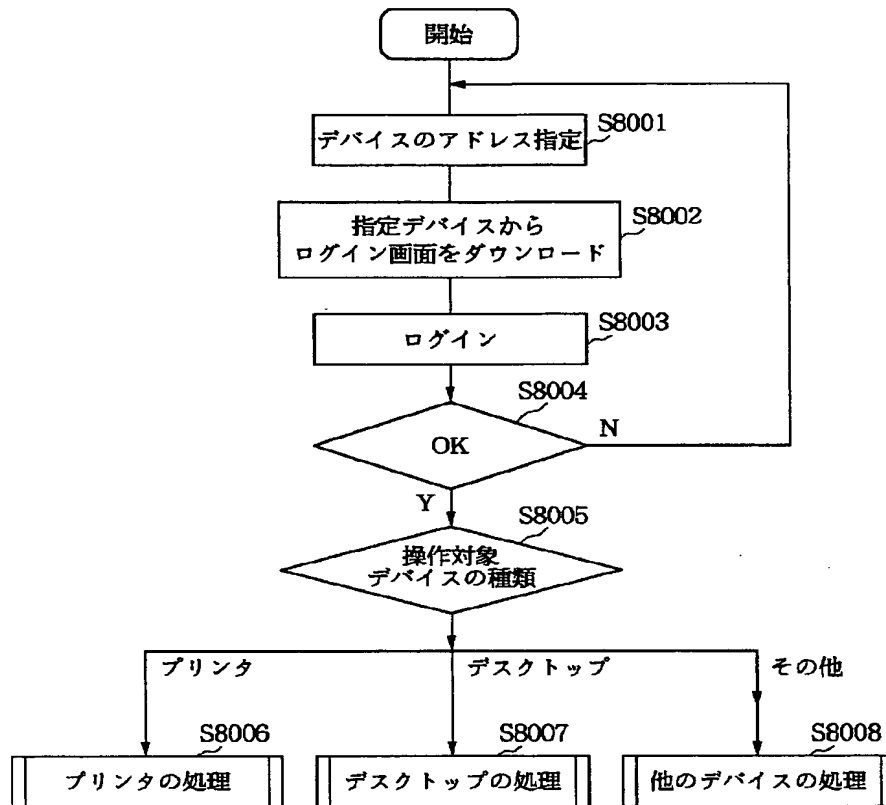 開始
デバイスのアドレス指定
S8001
指定デバイスから
ログイン画面をダウンロード
S8002
ログイン
S8003
OK
S8004
N
Y
操作対象
デバイスの種類
S8005
プリンタ
デスクトップ
その他
S8006
S8007
S8008
プリンタの処理
デスクトップの処理
他のデバイスの処理